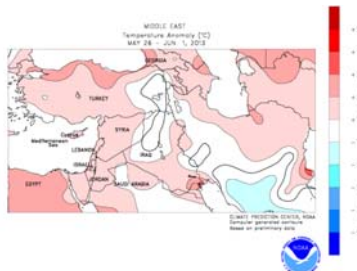 MIDDLE EAST
Temperature Anomaly (°C)
MAY 26 - JUN 1, 2013
GEORGIA
TURKEY
SYRIA
Cyprus
Mediterranean
Sea
LEBANON
IRAQ
ISRAEL
JORDAN
EGYPT
SAUDI ARABIA
CLIMATE PREDICTION CENTER, NOAA
Computer generated contours
Based on preliminary data
NOAA